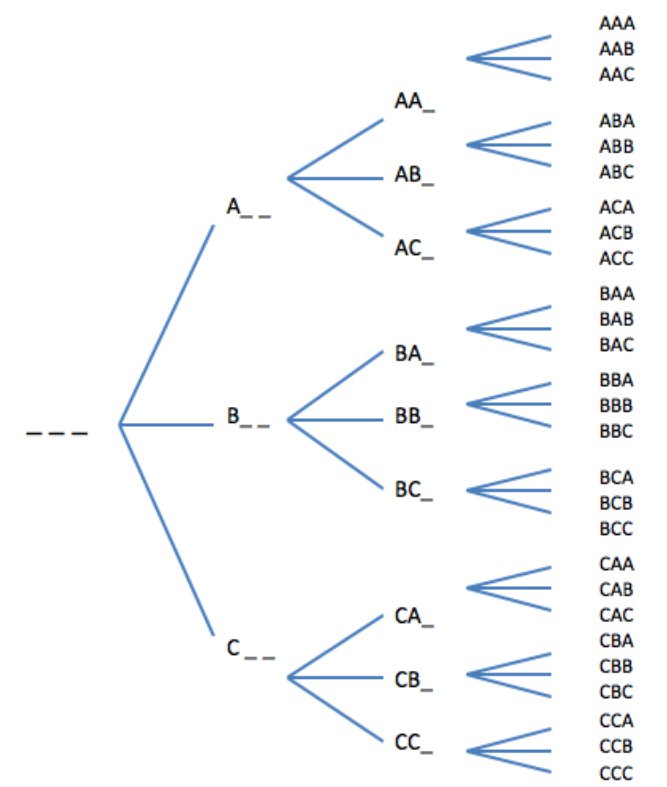 _ _ _
A_ _
B_ _
C_ _
AA_
AB_
AC_
BA_
BB_
BC_
CA_
CB_
CC_
AAA
AAB
AAC
ABA
ABB
ABC
ACA
ACB
ACC
BAA
BAB
BAC
BBA
BBB
BBC
BCA
BCB
BCC
CAA
CAB
CAC
CBA
CBB
CBC
CCA
CCB
CCC